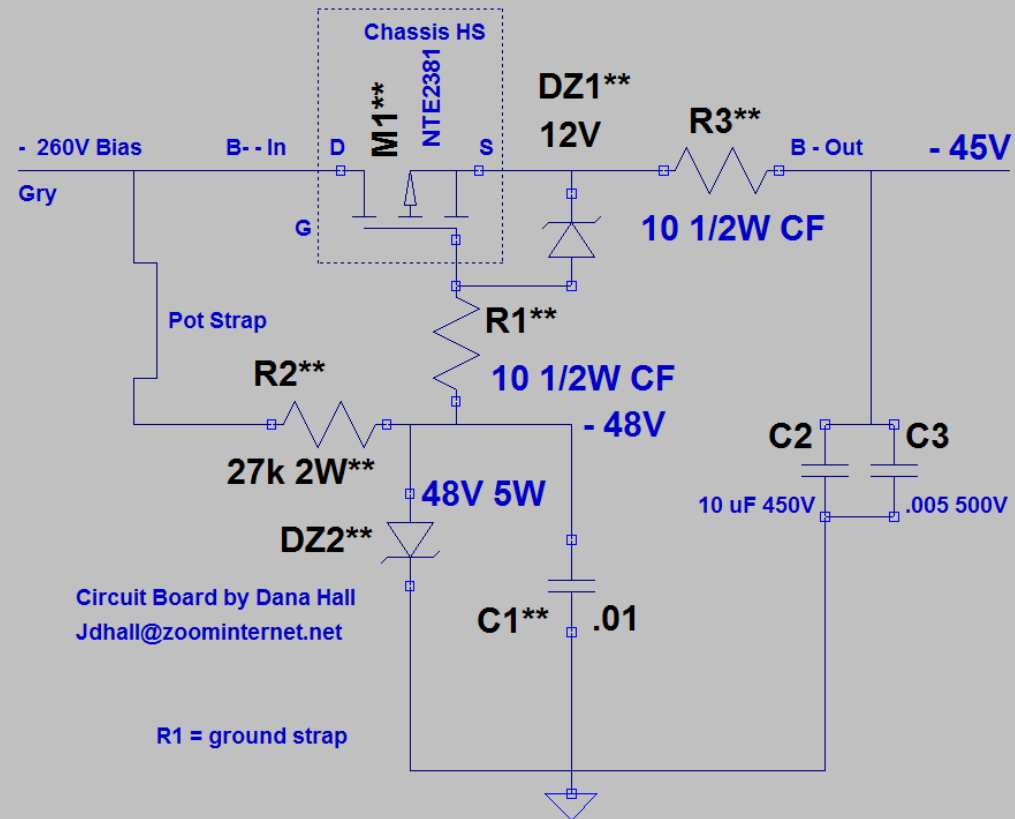 Chassis HS
M1**
NTE2381
DZ1**
12V
R3**
- 260V Bias
B- - In
D
S
B - Out
- 45V
Gry
G
10 1/2W CF
Pot Strap
R1**
R2**
10 1/2W CF
- 48V
27k 2W**
48V 5W
C2
C3
10 uF 450V
.005 500V
DZ2**
Circuit Board by Dana Hall
Jdhall@zoominternet.net
C1**
.01
R1 = ground strap